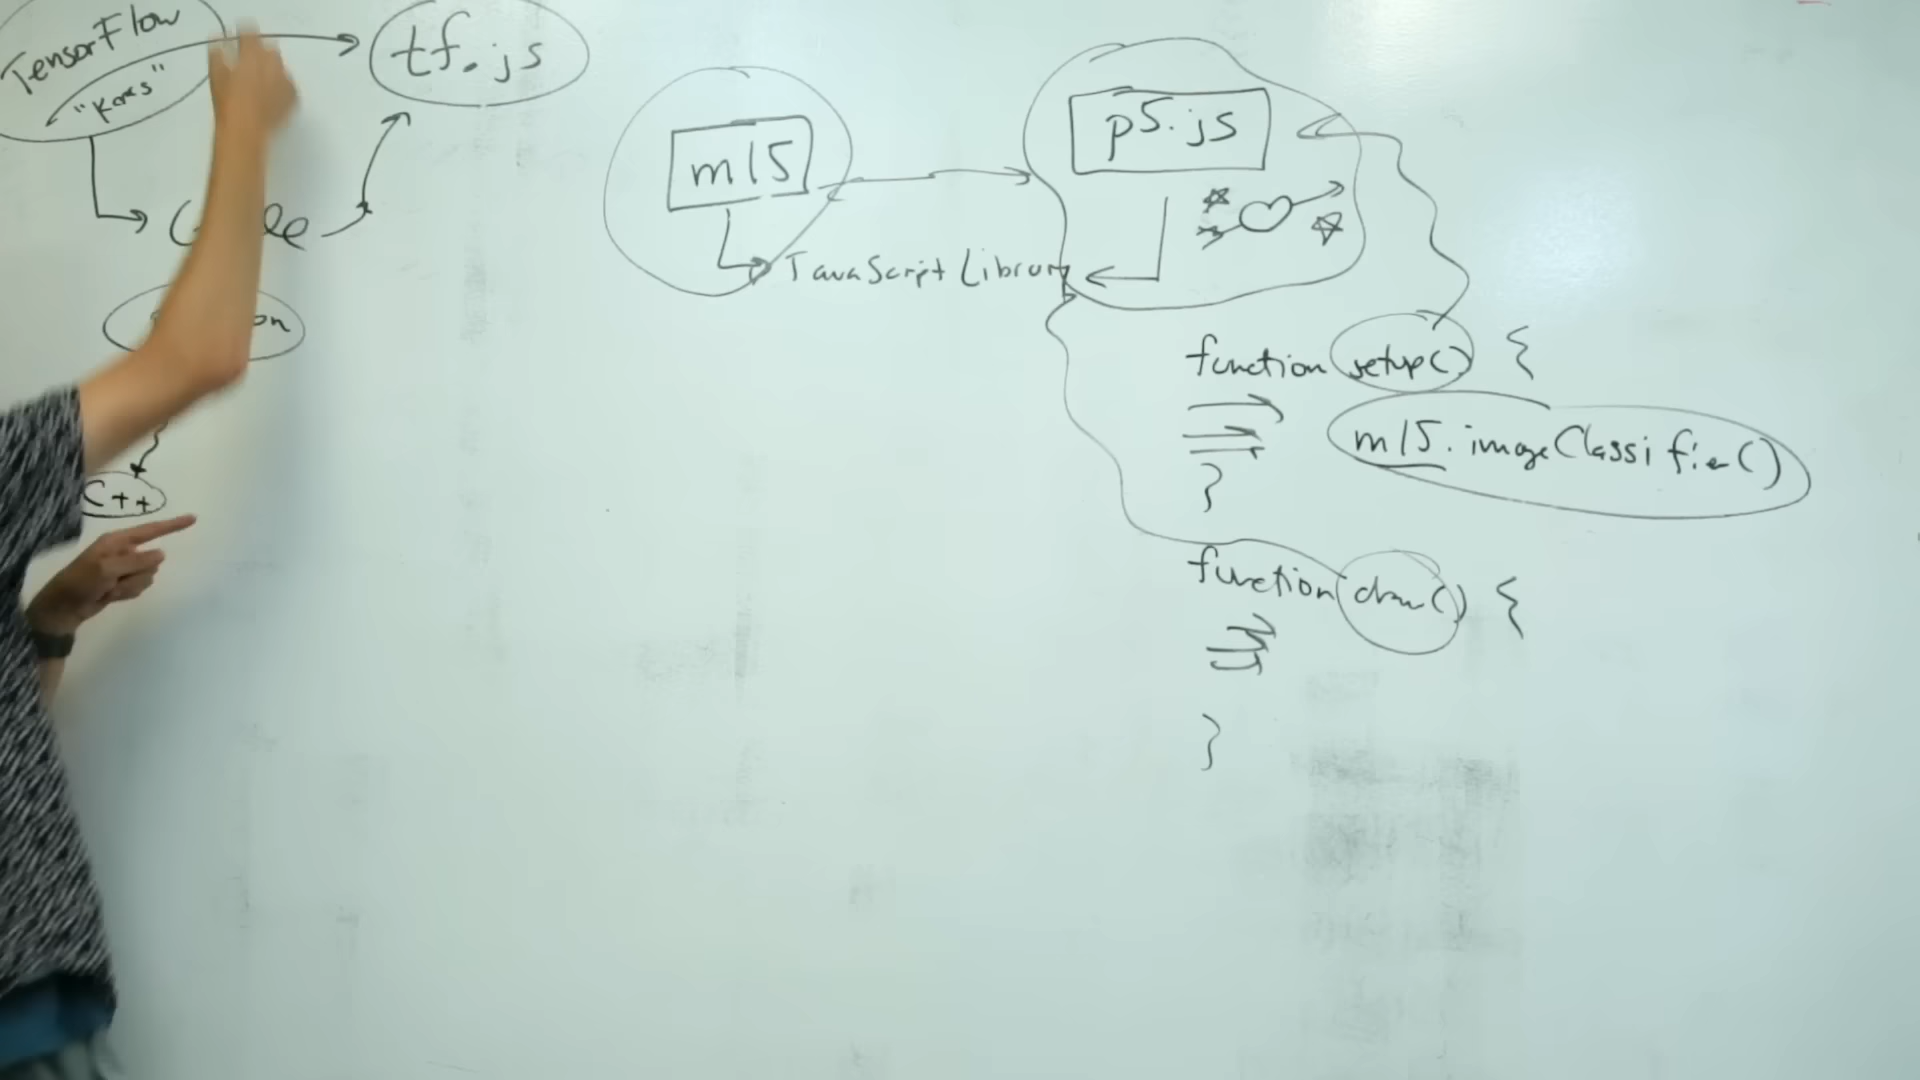 TensorFlow
"Keras"
tf.js
C++
ml5
JavaScript Library
p5.js
function setup() {
ml5.imageClassifier()
}
function draw() {
}